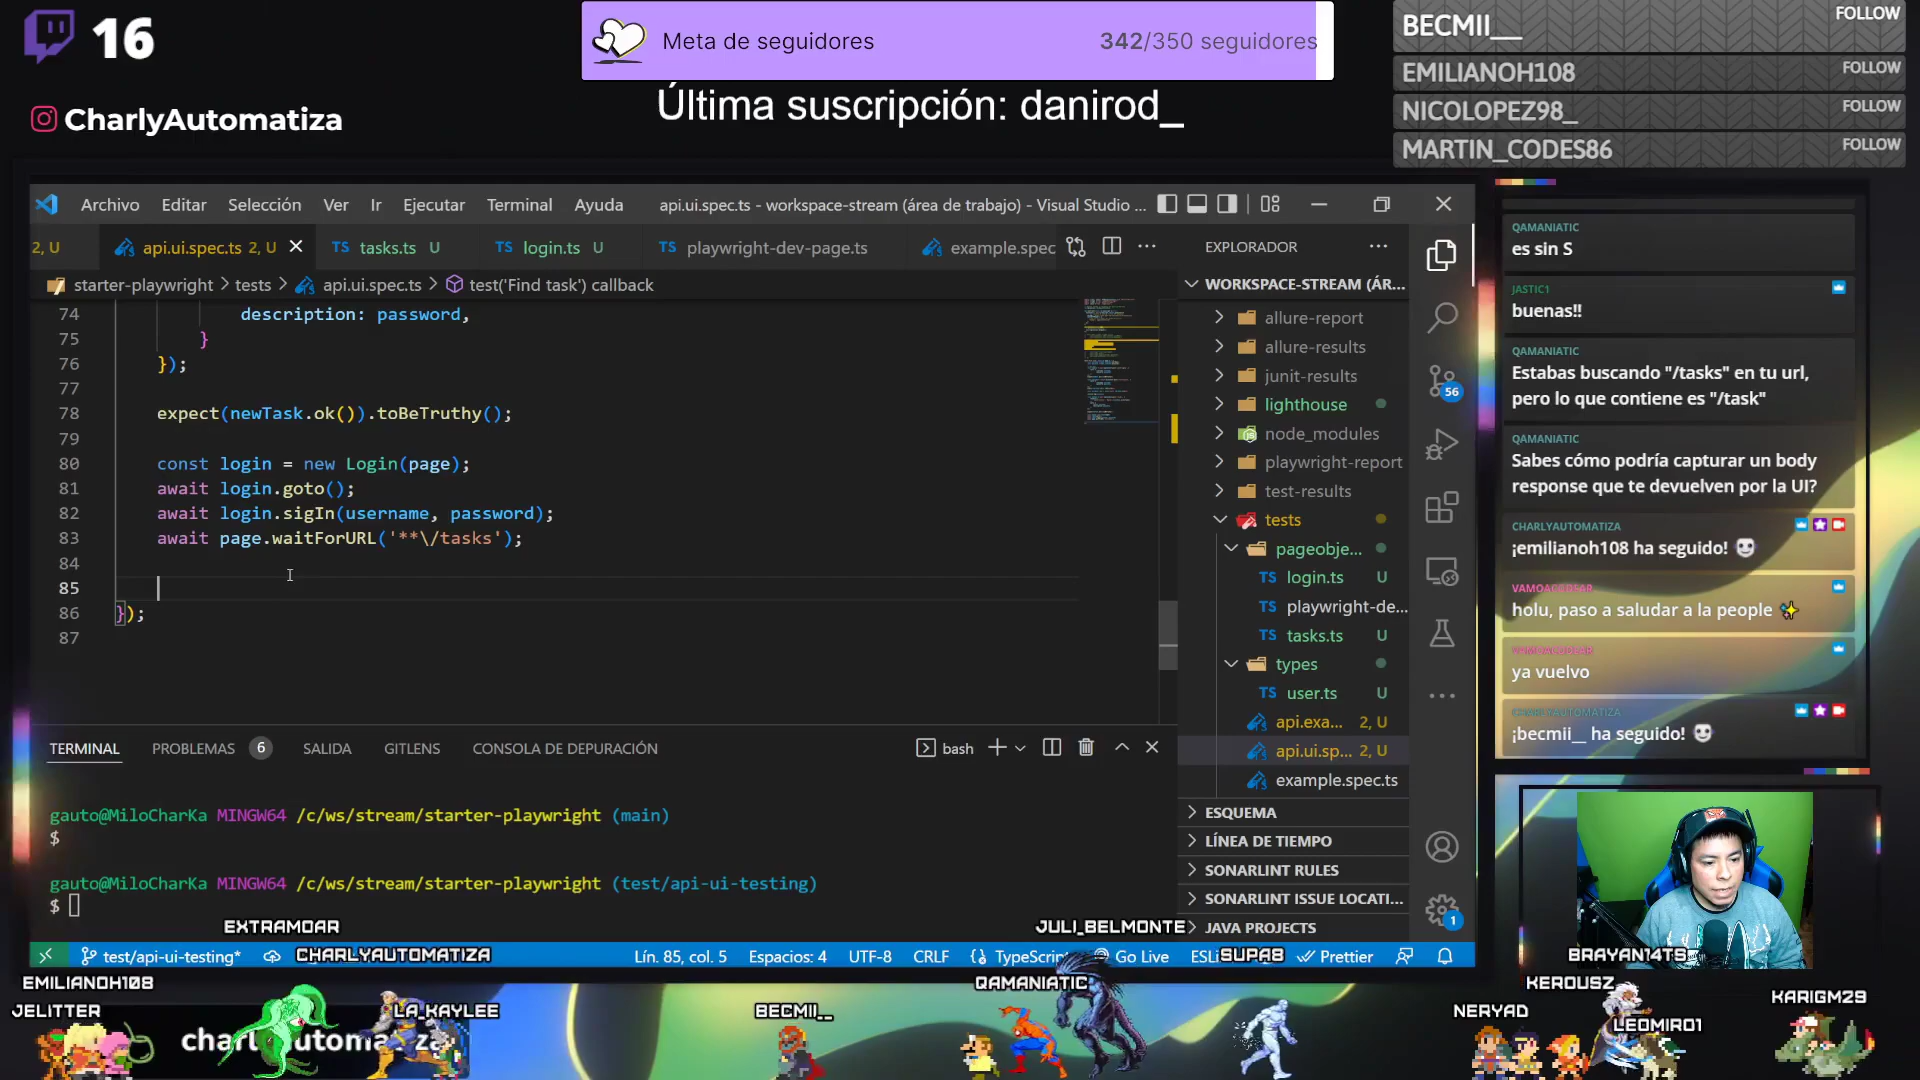 16
CharlyAutomatiza
Meta de seguidores
342/350 seguidores
Última suscripción: danirod_
BECMII__ FOLLOW
EMILIANOH108 FOLLOW
NICOLOPEZ98_ FOLLOW
MARTIN_CODES86 FOLLOW
Archivo Editar Selección Ver Ir Ejecutar Terminal Ayuda api.ui.spec.ts - workspace-stream (área de trabajo) - Visual Studio ...
2, U api.ui.spec.ts 2, U tasks.ts U login.ts U playwright-dev-page.ts example.spec
starter-playwright > tests > api.ui.spec.ts > test('Find task') callback
74 description: password,
75 }
76 });
77
78 expect(newTask.ok()).toBeTruthy();
79
80 const login = new Login(page);
81 await login.goto();
82 await login.sigIn(username, password);
83 await page.waitForURL('**\/tasks');
84
85
86 });
87
TERMINAL PROBLEMAS 6 SALIDA GITLENS CONSOLA DE DEPURACIÓN bash
gauto@MiloCharKa MINGW64 /c/ws/stream/starter-playwright (main)
$
gauto@MiloCharKa MINGW64 /c/ws/stream/starter-playwright (test/api-ui-testing)
$
EXPLORADOR
WORKSPACE-STREAM (ÁR...
allure-report
allure-results
junit-results
lighthouse
node_modules
playwright-report
test-results
tests
pageobje...
login.ts U
playwright-de...
tasks.ts U
types
user.ts U
api.exa... 2, U
api.ui.sp... 2, U
example.spec.ts
ESQUEMA
LÍNEA DE TIEMPO
SONARLINT RULES
SONARLINT ISSUE LOCATI...
JAVA PROJECTS
56
1
test/api-ui-testing* Lín. 85, col. 5 Espacios: 4 UTF-8 CRLF {} TypeScrip Go Live ESLi Prettier
QAMANIATIC
es sin S
JASTIC1
buenas!!
QAMANIATIC
Estabas buscando "/tasks" en tu url,
pero lo que contiene es "/task"
QAMANIATIC
Sabes cómo podría capturar un body
response que te devuelven por la UI?
CHARLYAUTOMATIZA
¡emilianoh108 ha seguido!
VAMOACODEAR
holu, paso a saludar a la people
VAMOACODEAR
ya vuelvo
CHARLYAUTOMATIZA
¡becmii__ ha seguido!
EXTRAMOAR
CHARLYAUTOMATIZA
JULI_BELMONTE
SUPA8
BRAYAN14TS
EMILIANOH108
QAMANIATIC
KEROUSZ
KARIGM29
JELITTER
LA_KAYLEE
BECMII__
NERYAD
LEOMIRO1